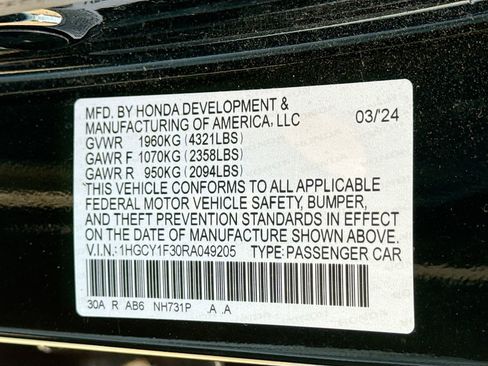 MFD. BY HONDA DEVELOPMENT &
MANUFACTURING OF AMERICA, LLC 03/'24
GVWR 1960KG (4321LBS)
GAWR F 1070KG (2358LBS)
GAWR R 950KG (2094LBS)
THIS VEHICLE CONFORMS TO ALL APPLICABLE
FEDERAL MOTOR VEHICLE SAFETY, BUMPER,
AND THEFT PREVENTION STANDARDS IN EFFECT
ON THE DATE OF MANUFACTURE SHOWN ABOVE.
V.I.N.: 1HGCY1F30RA049205 TYPE: PASSENGER CAR
30A R AB6 NH731P .A .A